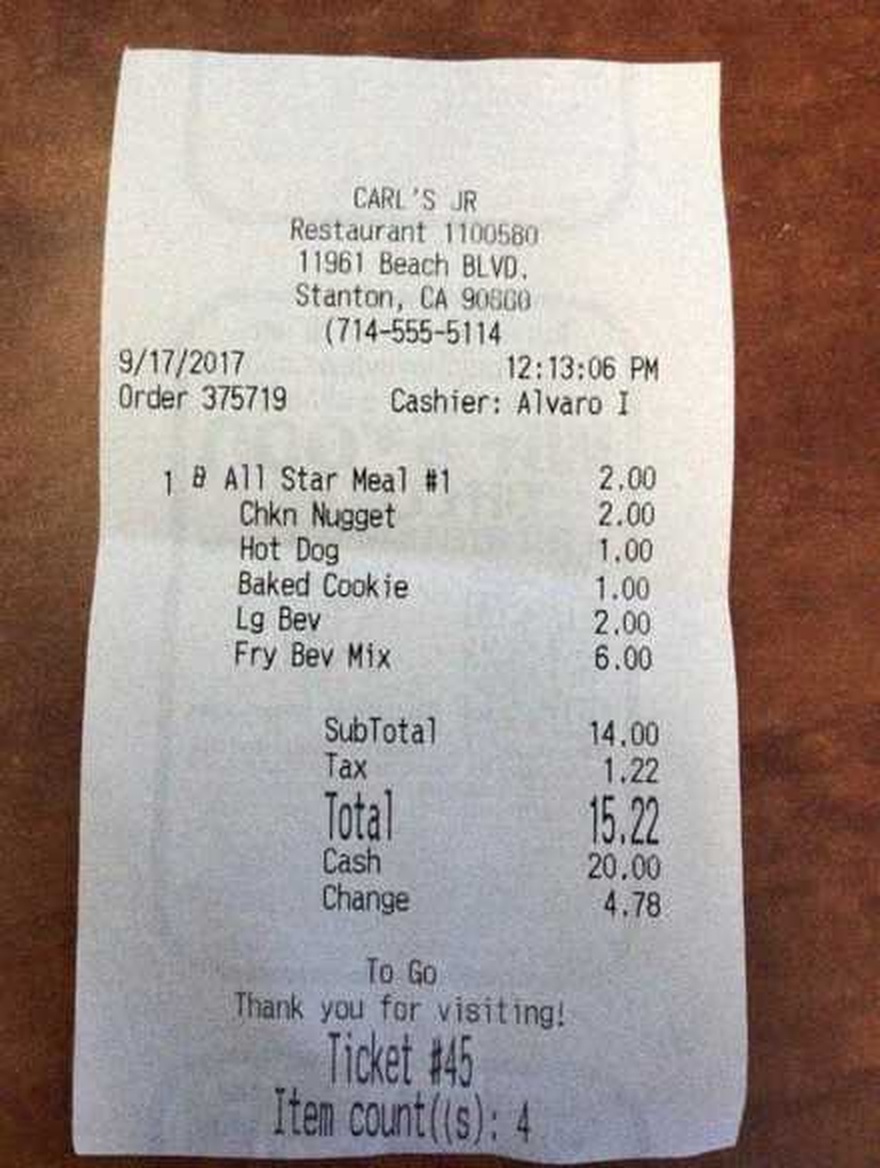 CARL'S JR
Restaurant 1100580
11961 Beach BLVD.
Stanton, CA 90680
(714-555-5114
9/17/2017 12:13:06 PM
Order 375719 Cashier: Alvaro I
1 All Star Meal #1 2.00
Chkn Nugget 2.00
Hot Dog 1.00
Baked Cookie 1.00
Lg Bev 2.00
Fry Bev Mix 6.00
SubTotal 14.00
Tax 1.22
Total 15.22
Cash 20.00
Change 4.78
To Go
Thank you for visiting!
Ticket #45
Item count((s): 4